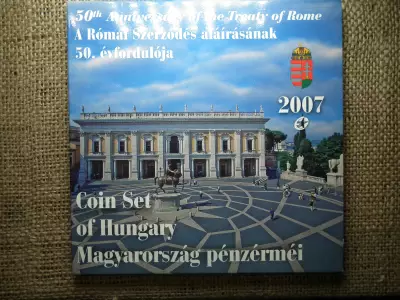 50th Anniversary of the Treaty of Rome
A Római Szerződés aláírásának
50. évfordulója
2007
Coin Set
of Hungary
Magyarország pénzérméi